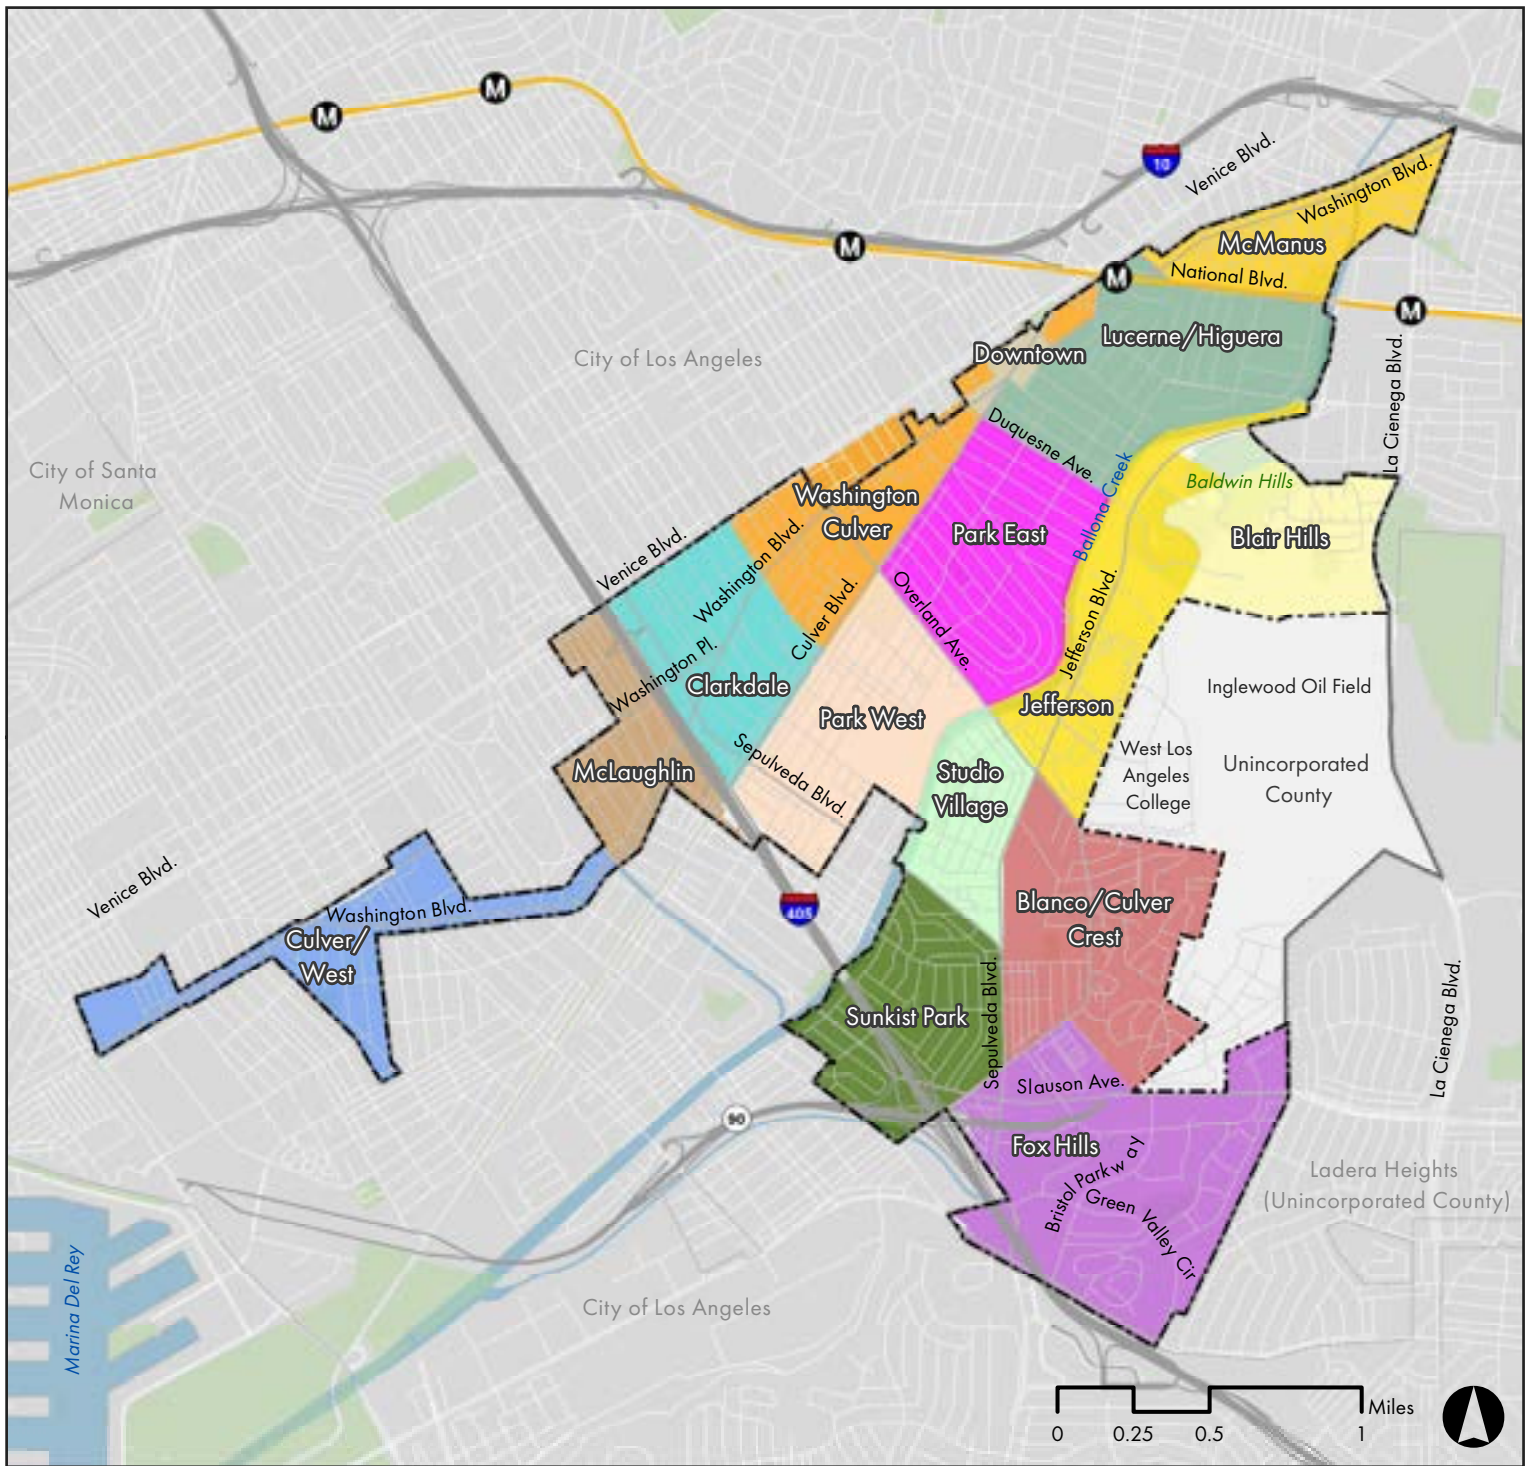 M
M
10
Venice Blvd.
Washington Blvd.
McManus
M
M
National Blvd.
M
Lucerne/Higuera
Downtown
City of Los Angeles
La Cienega Blvd.
City of Santa
Monica
Duquesne Ave.
Ballona Creek
Baldwin Hills
Washington
Culver
Park East
Blair Hills
Venice Blvd.
Washington Blvd.
Culver Blvd.
Overland Ave.
Jefferson Blvd.
Washington Pl.
Clarkdale
Park West
Jefferson
Inglewood Oil Field
Sepulveda Blvd.
McLaughlin
Studio
Village
West Los
Angeles
College
Unincorporated
County
Venice Blvd.
Washington Blvd.
Culver/
West
405
Blanco/Culver
Crest
Sunkist Park
Sepulveda Blvd.
La Cienega Blvd.
Slauson Ave.
90
Fox Hills
Bristol Parkway
Green Valley Cir
Ladera Heights
(Unincorporated County)
Marina Del Rey
City of Los Angeles
Miles
0 0.25 0.5 1